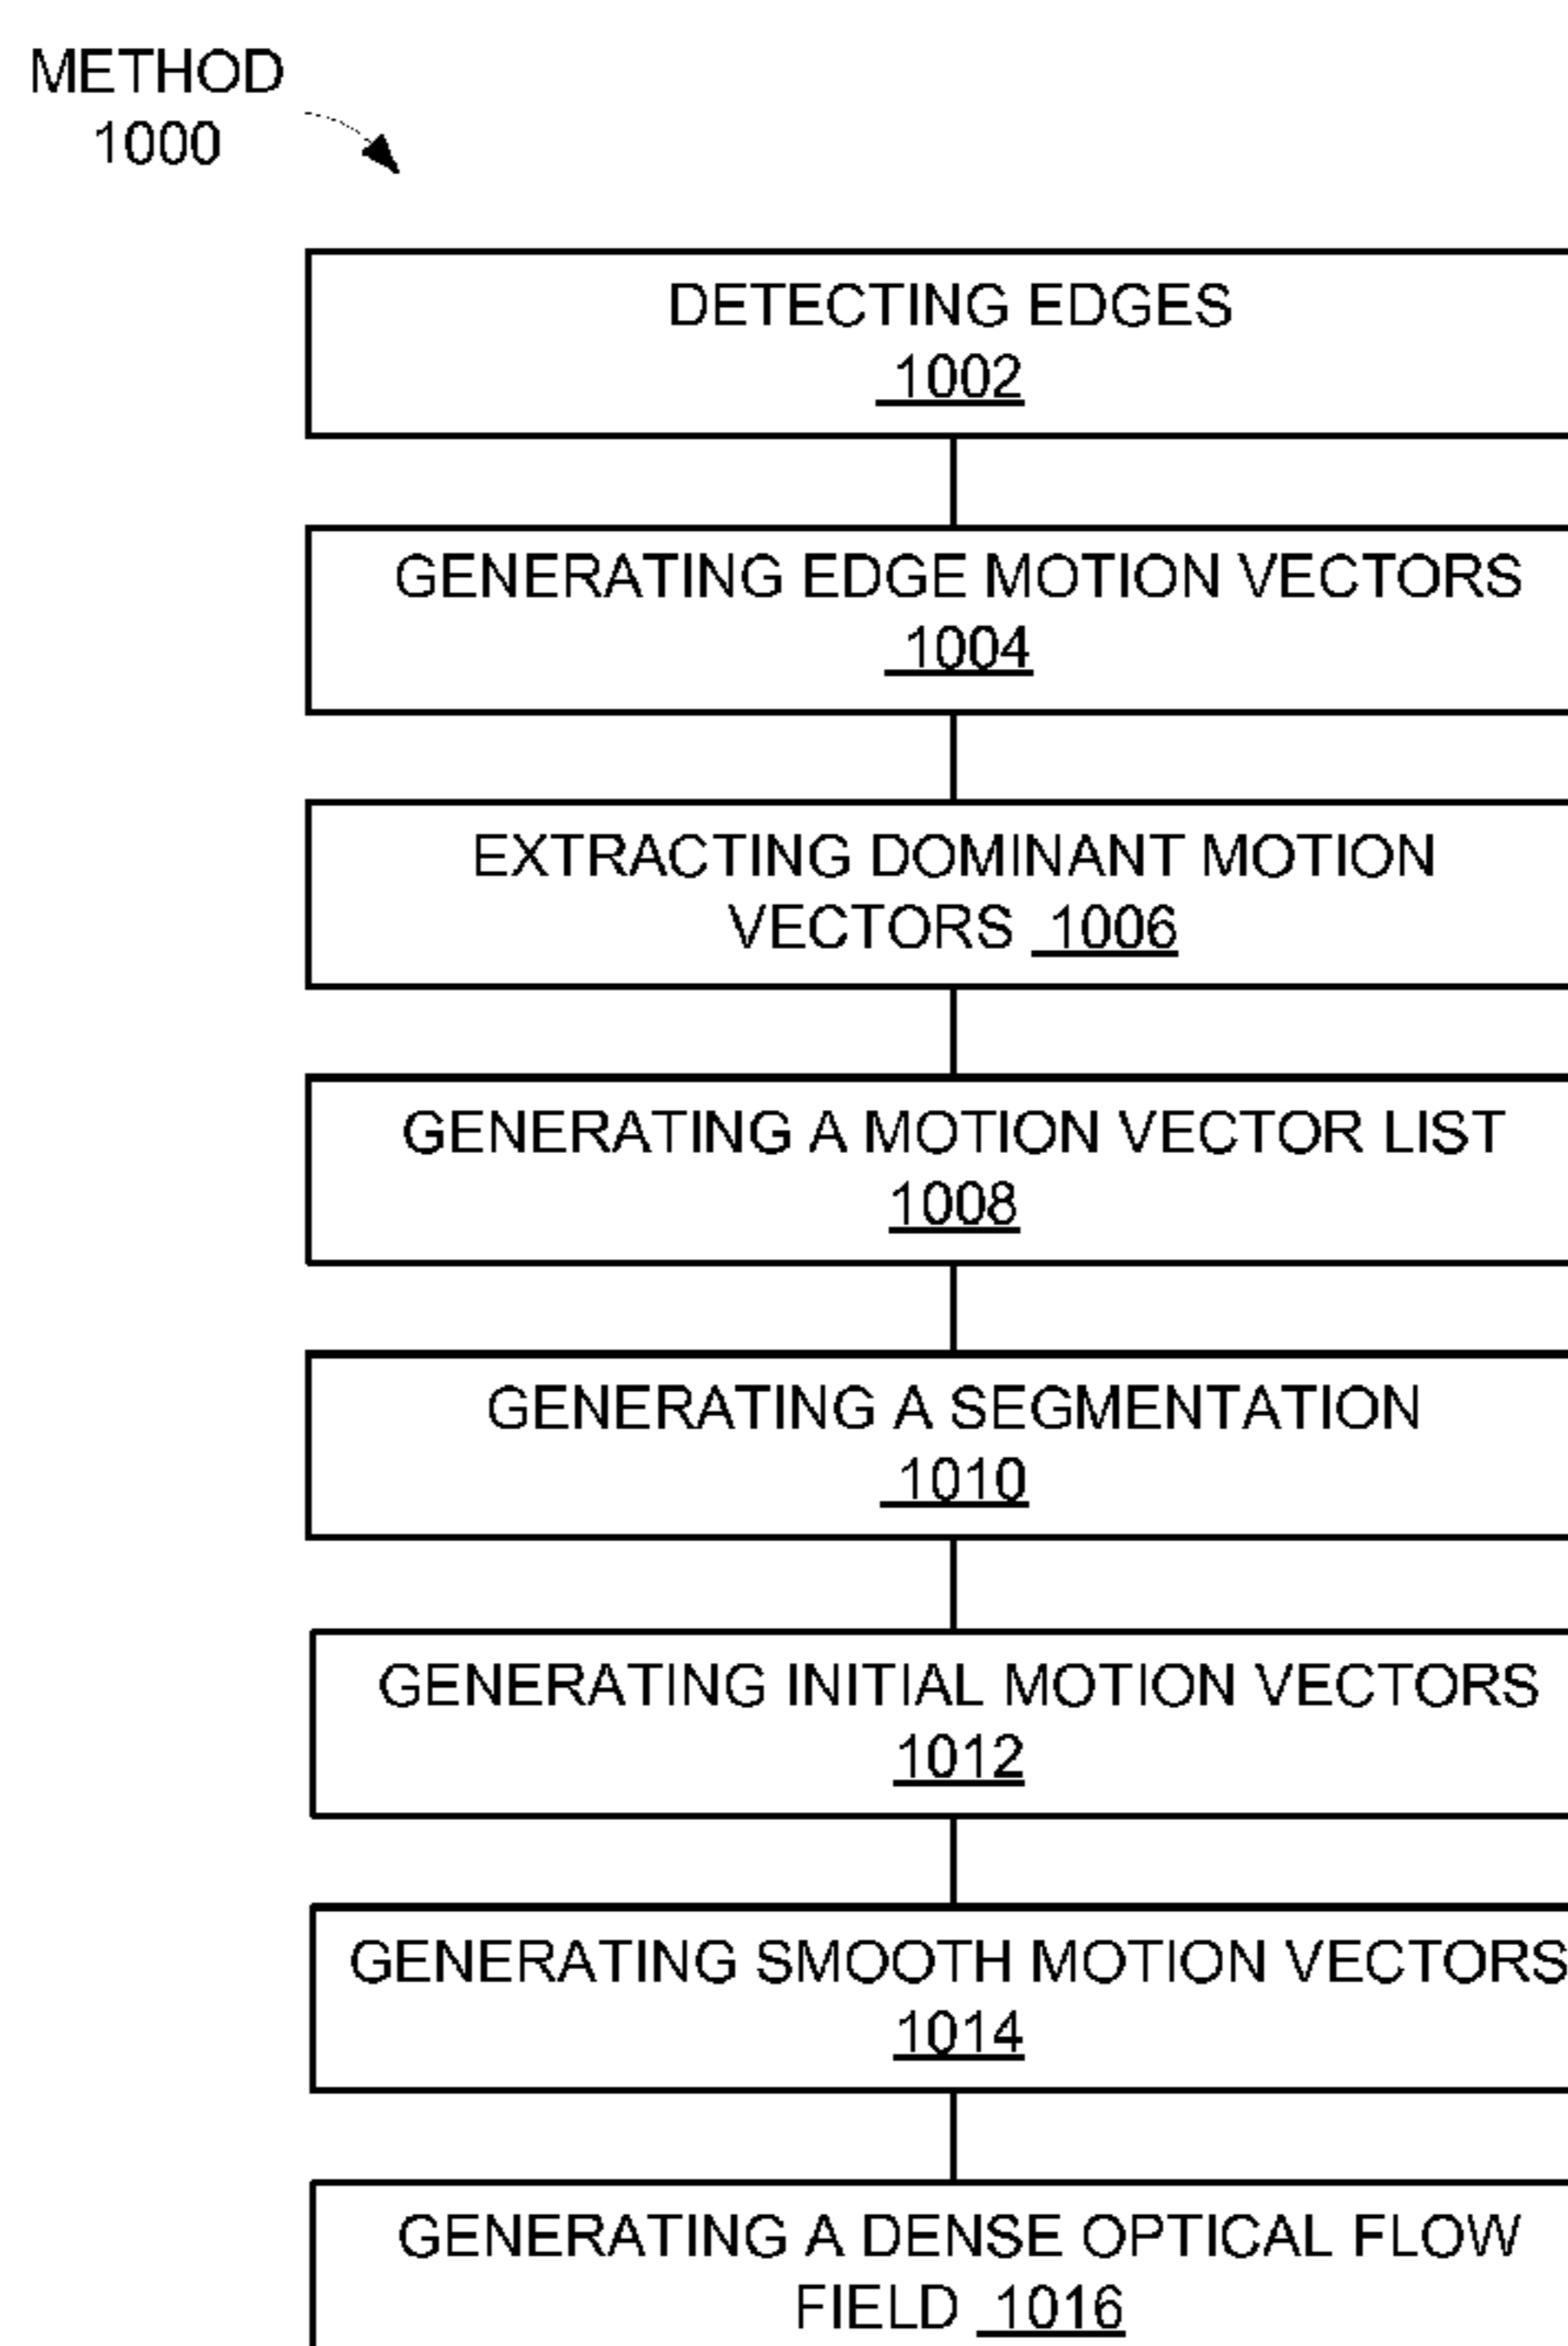 METHOD
1000
DETECTING EDGES
1002
GENERATING EDGE MOTION VECTORS
1004
EXTRACTING DOMINANT MOTION
VECTORS 1006
GENERATING A MOTION VECTOR LIST
1008
GENERATING A SEGMENTATION
1010
GENERATING INITIAL MOTION VECTORS
1012
GENERATING SMOOTH MOTION VECTORS
1014
GENERATING A DENSE OPTICAL FLOW
FIELD 1016